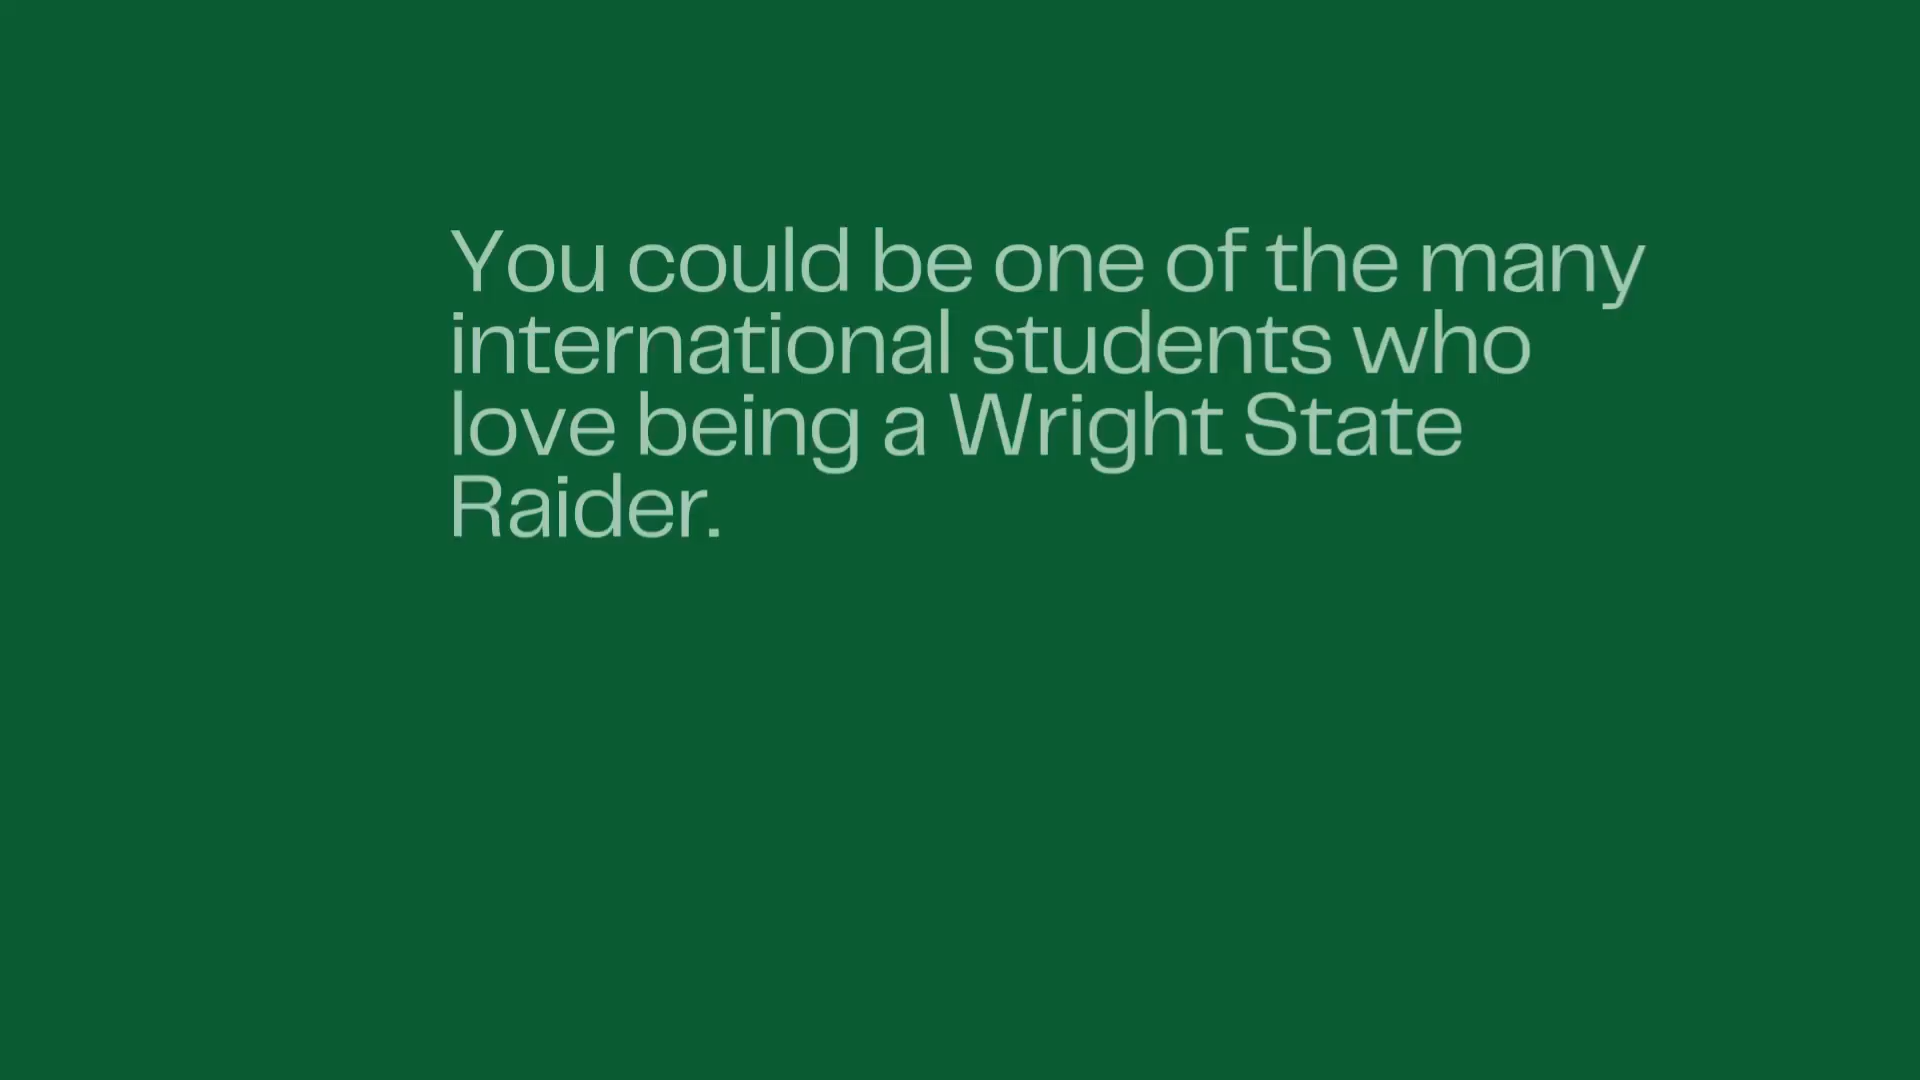 You could be one of the many
international students who
love being a Wright State
Raider.